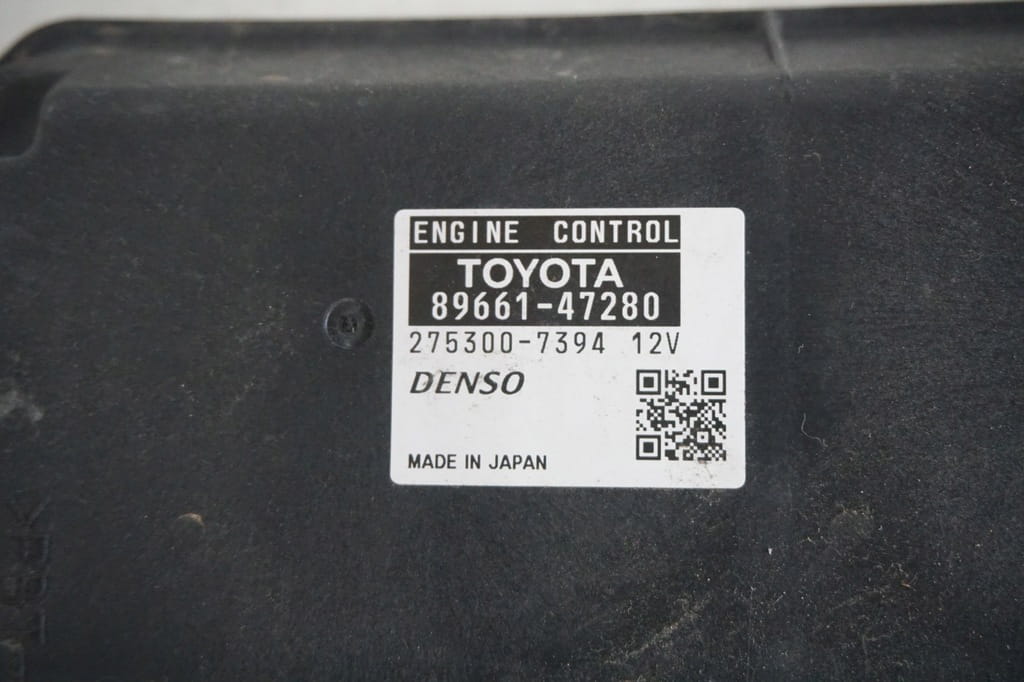 ENGINE CONTROL
TOYOTA
89661-47280
275300-7394 12V
DENSO
MADE IN JAPAN